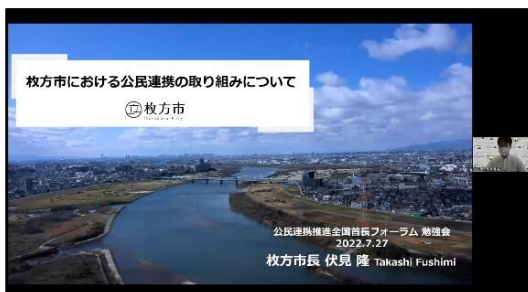 枚方市における公民連携の取り組みについて
枚方市
Hirakata City
公民連携推進全国首長フォーラム 勉強会
2022.7.27
枚方市長 伏見 隆 Takashi Fushimi